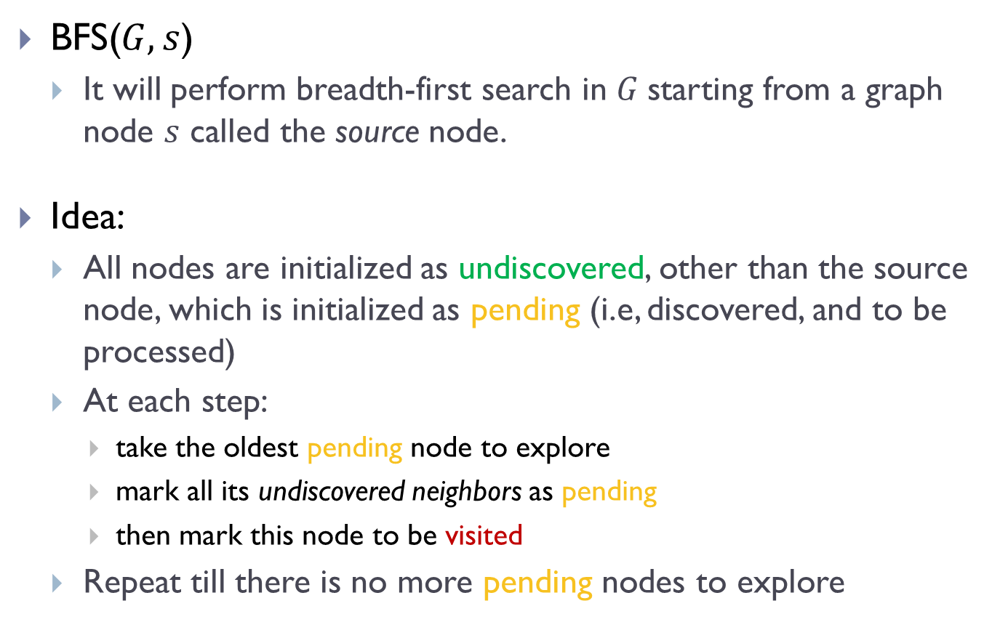 BFS(G, s)
It will perform breadth-first search in G starting from a graph
node s called the source node.
Idea:
All nodes are initialized as undiscovered, other than the source
node, which is initialized as pending (i.e, discovered, and to be
processed)
At each step:
take the oldest pending node to explore
mark all its undiscovered neighbors as pending
then mark this node to be visited
Repeat till there is no more pending nodes to explore